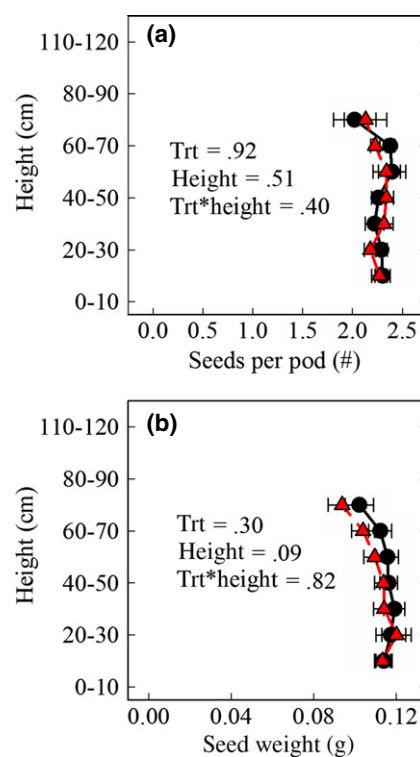 (a)
110-120
80-90
60-70
40-50
20-30
0-10
Height (cm)
Trt = .92
Height = .51
Trt*height = .40
0.0 0.5 1.0 1.5 2.0 2.5
Seeds per pod (#)
(b)
110-120
80-90
60-70
40-50
20-30
0-10
Height (cm)
Trt = .30
Height = .09
Trt*height = .82
0.00 0.04 0.08 0.12
Seed weight (g)